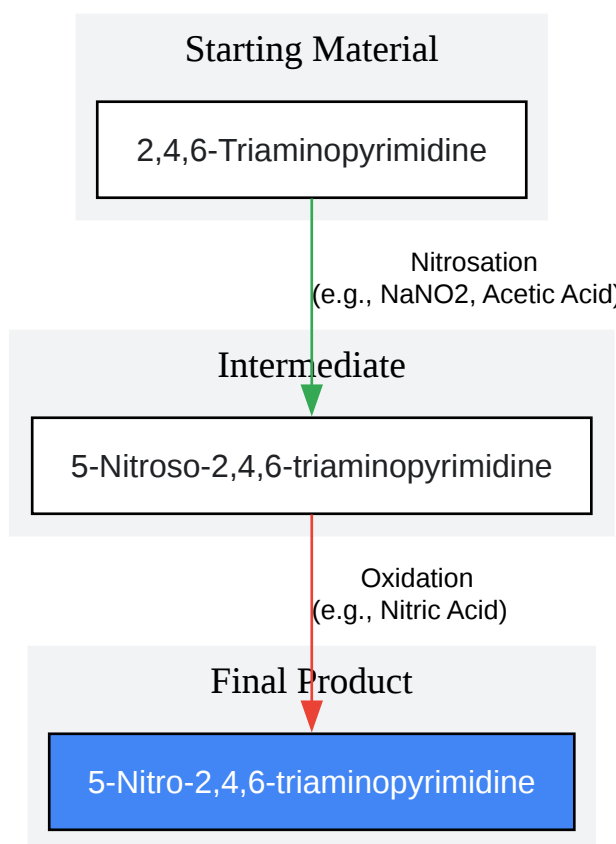 Starting Material
2,4,6-Triaminopyrimidine
Nitrosation
(e.g., NaNO2, Acetic Acid)
Intermediate
5-Nitroso-2,4,6-triaminopyrimidine
Oxidation
(e.g., Nitric Acid)
Final Product
5-Nitro-2,4,6-triaminopyrimidine